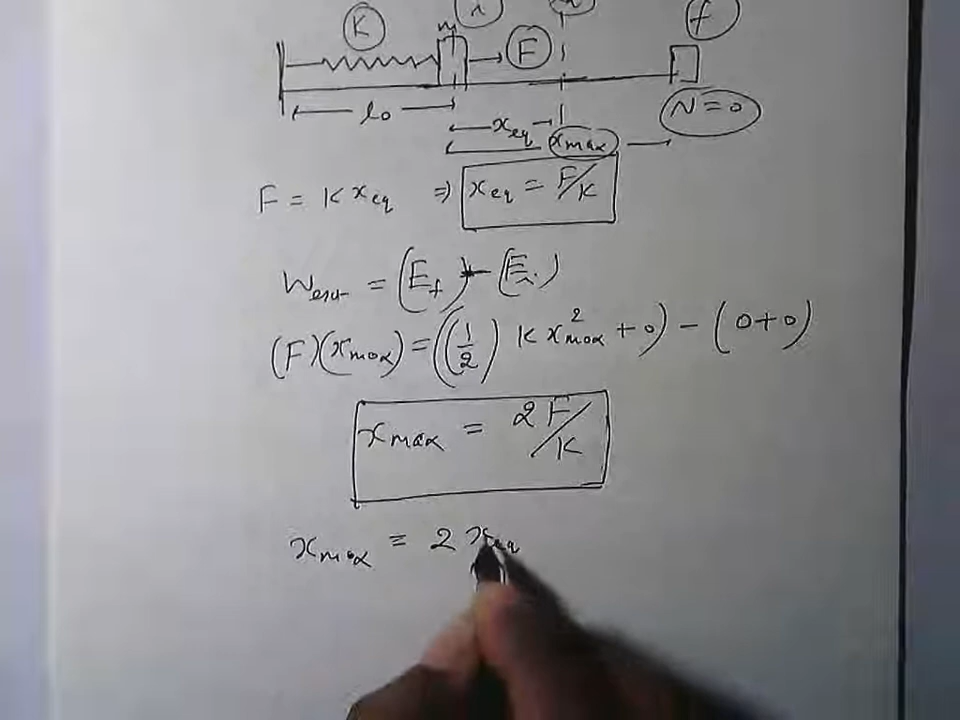 K m F f
l₀ x_eq x_max N = 0
F = K x_eq ⇒ x_eq = F/K
W_ext = (E_f) - (E_i)
(F)(x_max) = ((1/2) K x²_max + 0) - (0+0)
x_max = 2F/K
x_max = 2 x_eq